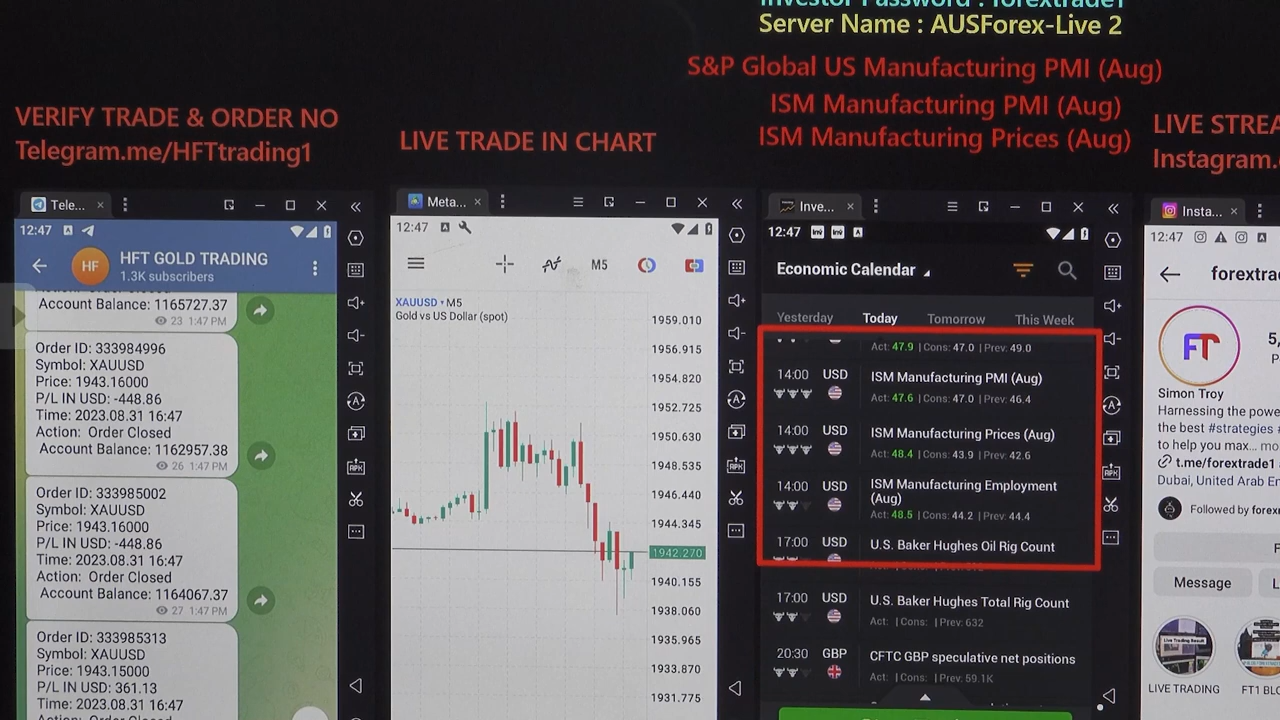 Investor Password : forextrade1
Server Name : AUSForex-Live 2
S&P Global US Manufacturing PMI (Aug)
ISM Manufacturing PMI (Aug)
ISM Manufacturing Prices (Aug)
VERIFY TRADE & ORDER NO
Telegram.me/HFTtrading1
LIVE TRADE IN CHART
LIVE STREA
Instagram.
Tele...
12:47
HFT GOLD TRADING
1.3K subscribers
Account Balance: 1165727.37
23 1:47 PM
Order ID: 333984996
Symbol: XAUUSD
Price: 1943.16000
P/L IN USD: -448.86
Time: 2023.08.31 16:47
Action: Order Closed
Account Balance: 1162957.38
26 1:47 PM
Order ID: 333985002
Symbol: XAUUSD
Price: 1943.16000
P/L IN USD: -448.86
Time: 2023.08.31 16:47
Action: Order Closed
Account Balance: 1164067.37
27 1:47 PM
Order ID: 333985313
Symbol: XAUUSD
Price: 1943.15000
P/L IN USD: 361.13
Time: 2023.08.31 16:47
Meta...
12:47
M5
XAUUSD • M5
Gold vs US Dollar (spot)
1959.010
1956.915
1954.820
1952.725
1950.630
1948.535
1946.440
1944.345
1942.270
1940.155
1938.060
1935.965
1933.870
1931.775
Inve...
12:47
Economic Calendar
Yesterday Today Tomorrow This Week
Act: 47.9 | Cons: 47.0 | Prev: 49.0
14:00 USD ISM Manufacturing PMI (Aug)
Act: 47.6 | Cons: 47.0 | Prev: 46.4
14:00 USD ISM Manufacturing Prices (Aug)
Act: 48.4 | Cons: 43.9 | Prev: 42.6
14:00 USD ISM Manufacturing Employment
(Aug)
Act: 48.5 | Cons: 44.2 | Prev: 44.4
17:00 USD U.S. Baker Hughes Oil Rig Count
17:00 USD U.S. Baker Hughes Total Rig Count
Act: | Cons: | Prev: 632
20:30 GBP CFTC GBP speculative net positions
Act: | Cons: | Prev: 59.1K
Insta...
12:47
forextrade
FT
5,
Simon Troy
Harnessing the powe
the best #strategies
to help you max... mo
t.me/forextrade1
Dubai, United Arab En
Followed by forex
Message
LIVE TRADING
FT1 BLO